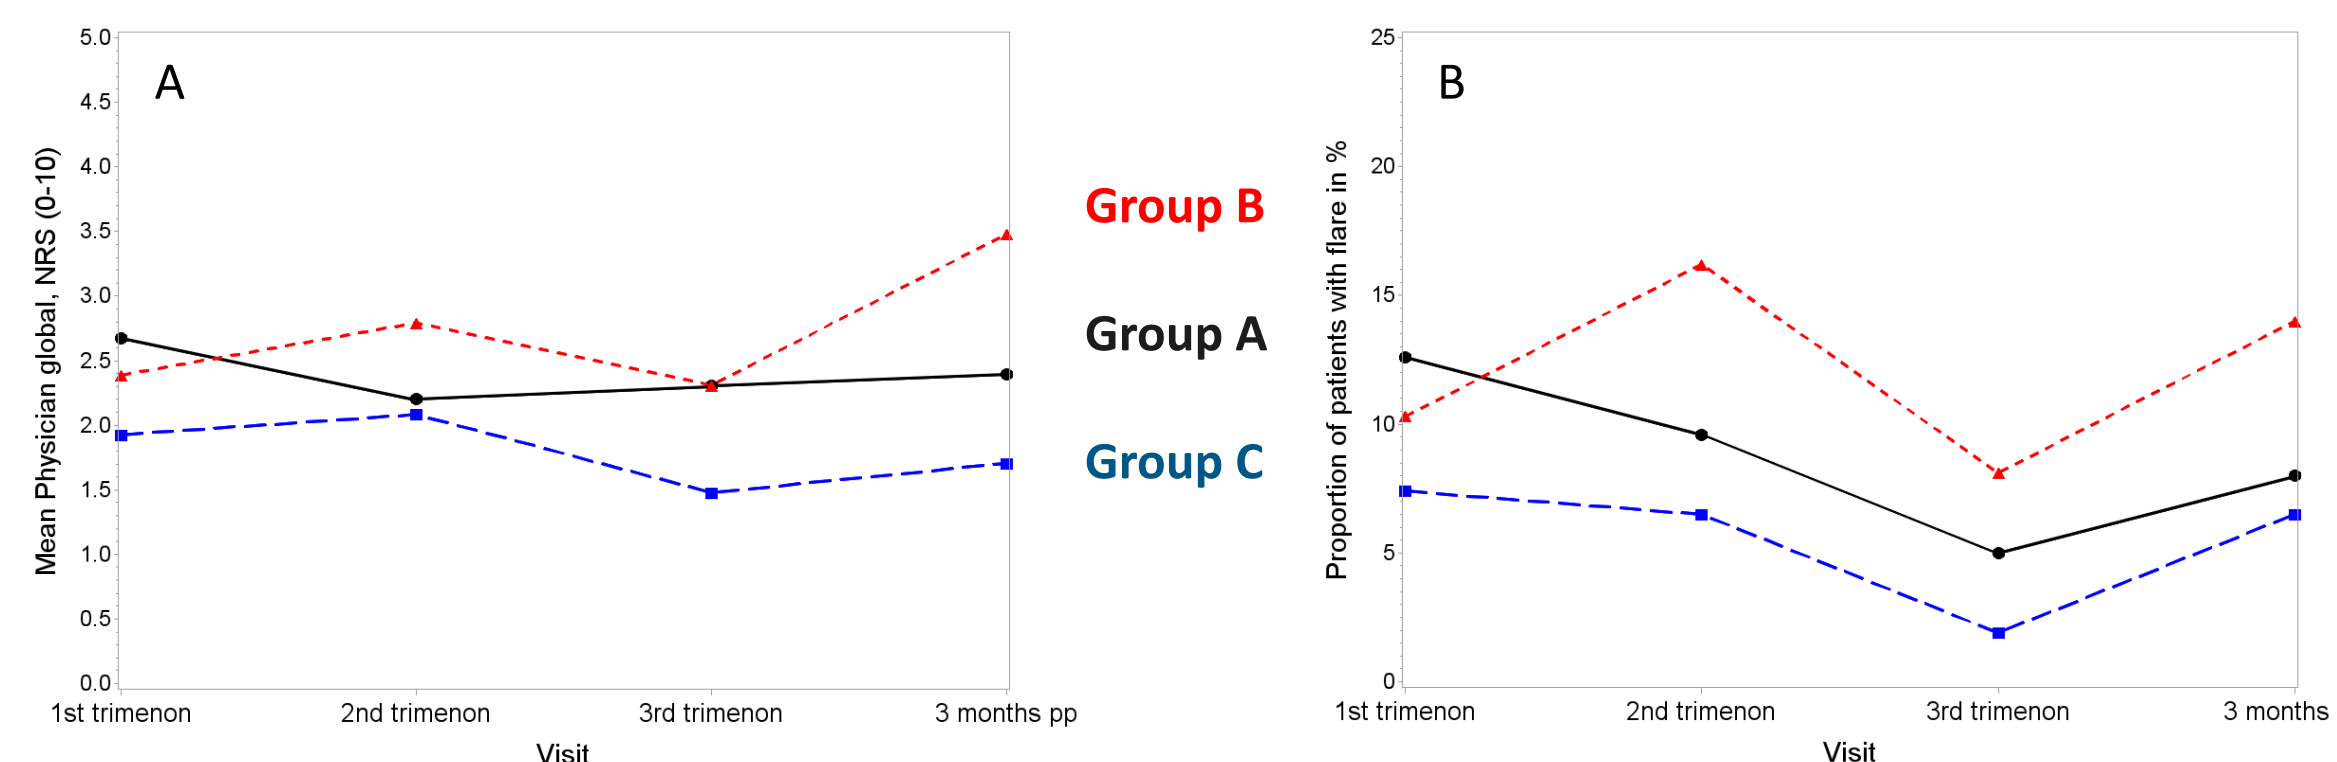 A
Mean Physician global, NRS (0-10)
5.0
4.5
4.0
3.5
3.0
2.5
2.0
1.5
1.0
0.5
0.0
1st trimenon 2nd trimenon 3rd trimenon 3 months pp
Visit
Group B
Group A
Group C
B
Proportion of patients with flare in %
25
20
15
10
5
0
1st trimenon 2nd trimenon 3rd trimenon 3 months
Visit